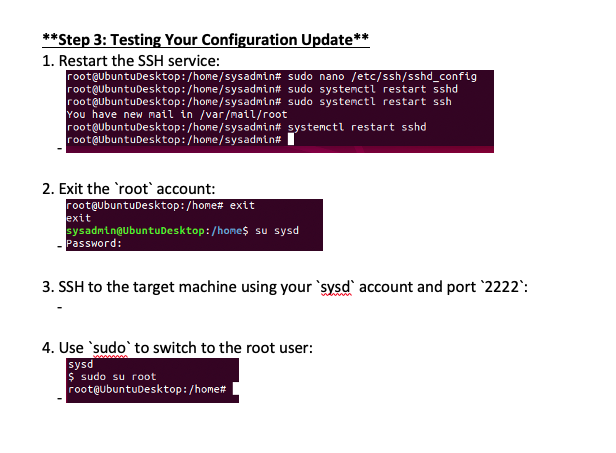 **Step 3: Testing Your Configuration Update**
1. Restart the SSH service:
root@UbuntuDesktop:/home/sysadmin# sudo nano /etc/ssh/sshd_config
root@UbuntuDesktop:/home/sysadmin# sudo systemctl restart sshd
root@UbuntuDesktop:/home/sysadmin# sudo systemctl restart ssh
You have new mail in /var/mail/root
root@UbuntuDesktop:/home/sysadmin# systemctl restart sshd
root@UbuntuDesktop:/home/sysadmin#
-
2. Exit the `root` account:
root@UbuntuDesktop:/home# exit
exit
sysadmin@UbuntuDesktop:/home$ su sysd
- Password:
3. SSH to the target machine using your `sysd` account and port `2222`:
-
4. Use `sudo` to switch to the root user:
sysd
$ sudo su root
root@UbuntuDesktop:/home#
-